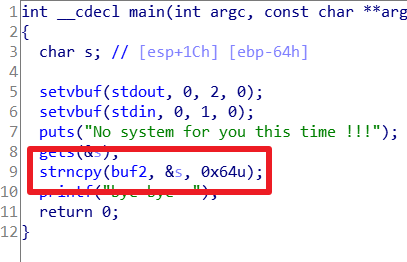 1 int __cdecl main(int argc, const char **arg
2 {
3 char s; // [esp+1Ch] [ebp-64h]
4
5 setvbuf(stdout, 0, 2, 0);
6 setvbuf(stdin, 0, 1, 0);
7 puts("No system for you this time !!!");
8 gets(&s);
9 strncpy(buf2, &s, 0x64u);
10 printf("bye bye ");
11 return 0;
12 }